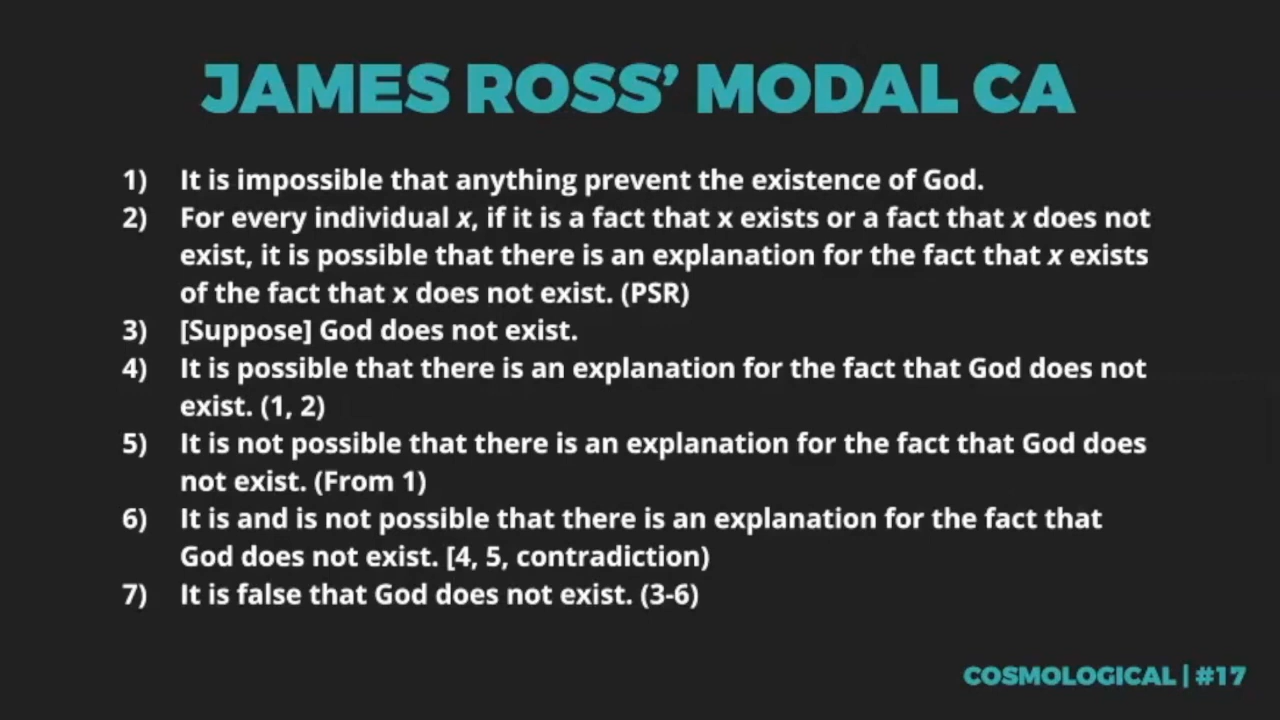 JAMES ROSS' MODAL CA
1) It is impossible that anything prevent the existence of God.
2) For every individual x, if it is a fact that x exists or a fact that x does not
exist, it is possible that there is an explanation for the fact that x exists
of the fact that x does not exist. (PSR)
3) [Suppose] God does not exist.
4) It is possible that there is an explanation for the fact that God does not
exist. (1, 2)
5) It is not possible that there is an explanation for the fact that God does
not exist. (From 1)
6) It is and is not possible that there is an explanation for the fact that
God does not exist. [4, 5, contradiction)
7) It is false that God does not exist. (3-6)
COSMOLOGICAL | #17